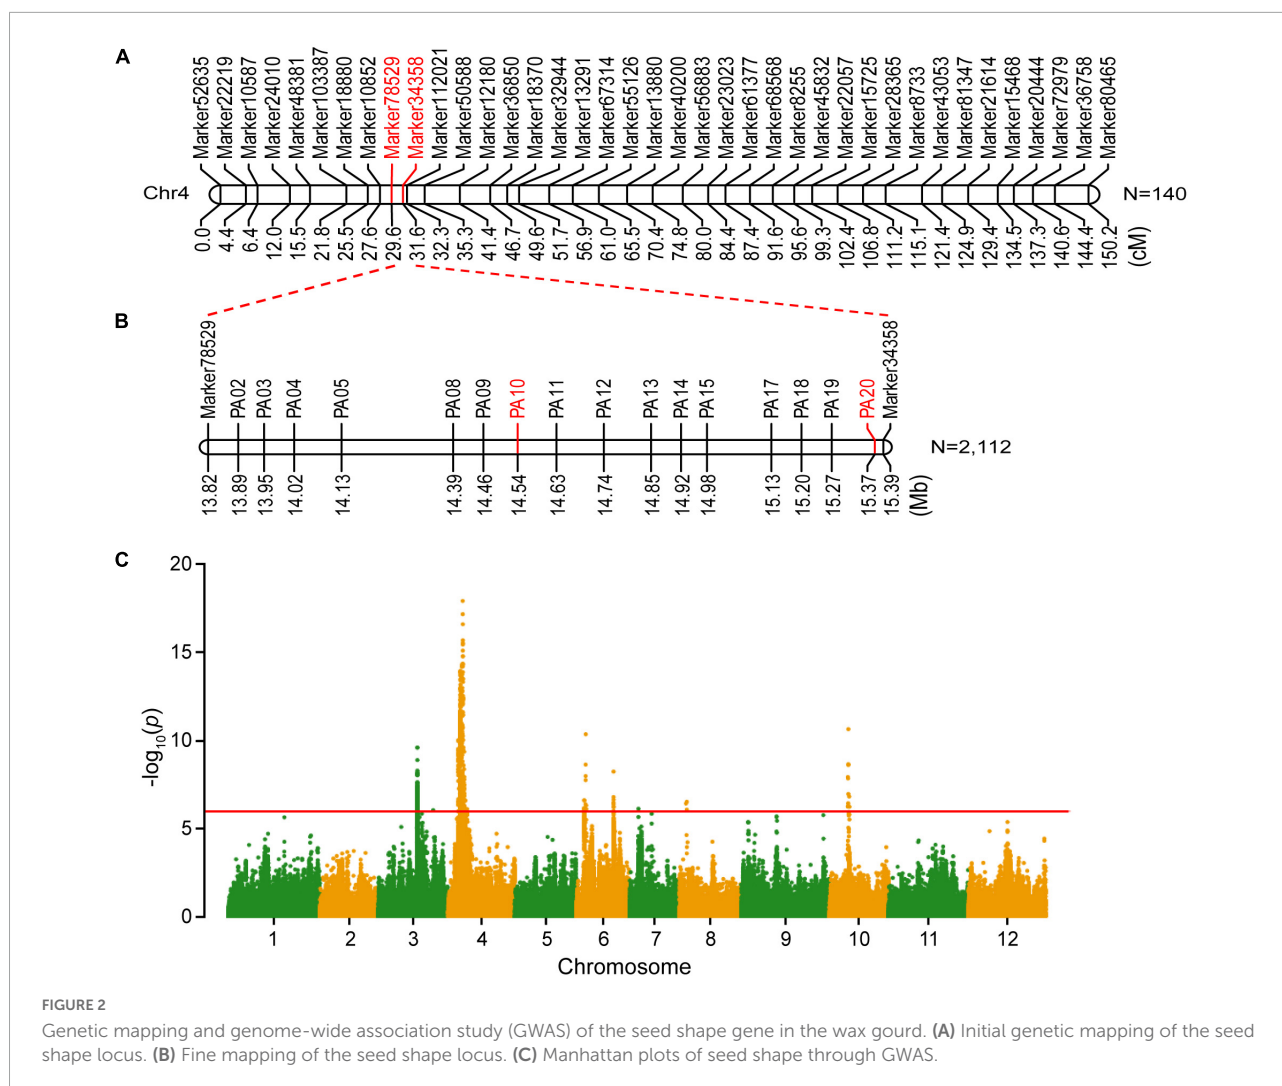 A
Marker52635 Marker22219 Marker10587 Marker24010 Marker48381 Marker103387 Marker18880 Marker10852 Marker78529 Marker34358 Marker112021 Marker50588 Marker12180 Marker36850 Marker18370 Marker32944 Marker13291 Marker67314 Marker55126 Marker13880 Marker40200 Marker56883 Marker23023 Marker61377 Marker68568 Marker8255 Marker45832 Marker22057 Marker15725 Marker28365 Marker8733 Marker43053 Marker81347 Marker21614 Marker15468 Marker20444 Marker72979 Marker36758 Marker80465
Chr4 N=140
0.0 4.4 6.4 12.0 15.5 21.8 25.5 27.6 29.6 31.6 32.3 35.3 41.4 46.7 49.6 51.7 56.9 61.0 65.5 70.4 74.8 80.0 84.4 87.4 91.6 95.6 99.3 102.4 106.8 111.2 115.1 121.4 124.9 129.4 134.5 137.3 140.6 144.4 150.2 (cM)
B
Marker78529 PA02 PA03 PA04 PA05 PA08 PA09 PA10 PA11 PA12 PA13 PA14 PA15 PA17 PA18 PA19 PA20 Marker34358
N=2,112
13.82 13.89 13.95 14.02 14.13 14.39 14.46 14.54 14.63 14.74 14.85 14.92 14.98 15.13 15.20 15.27 15.37 15.39 (Mb)
C
-log10(p)
20
15
10
5
0
1 2 3 4 5 6 7 8 9 10 11 12
Chromosome
FIGURE 2
Genetic mapping and genome-wide association study (GWAS) of the seed shape gene in the wax gourd. (A) Initial genetic mapping of the seed
shape locus. (B) Fine mapping of the seed shape locus. (C) Manhattan plots of seed shape through GWAS.